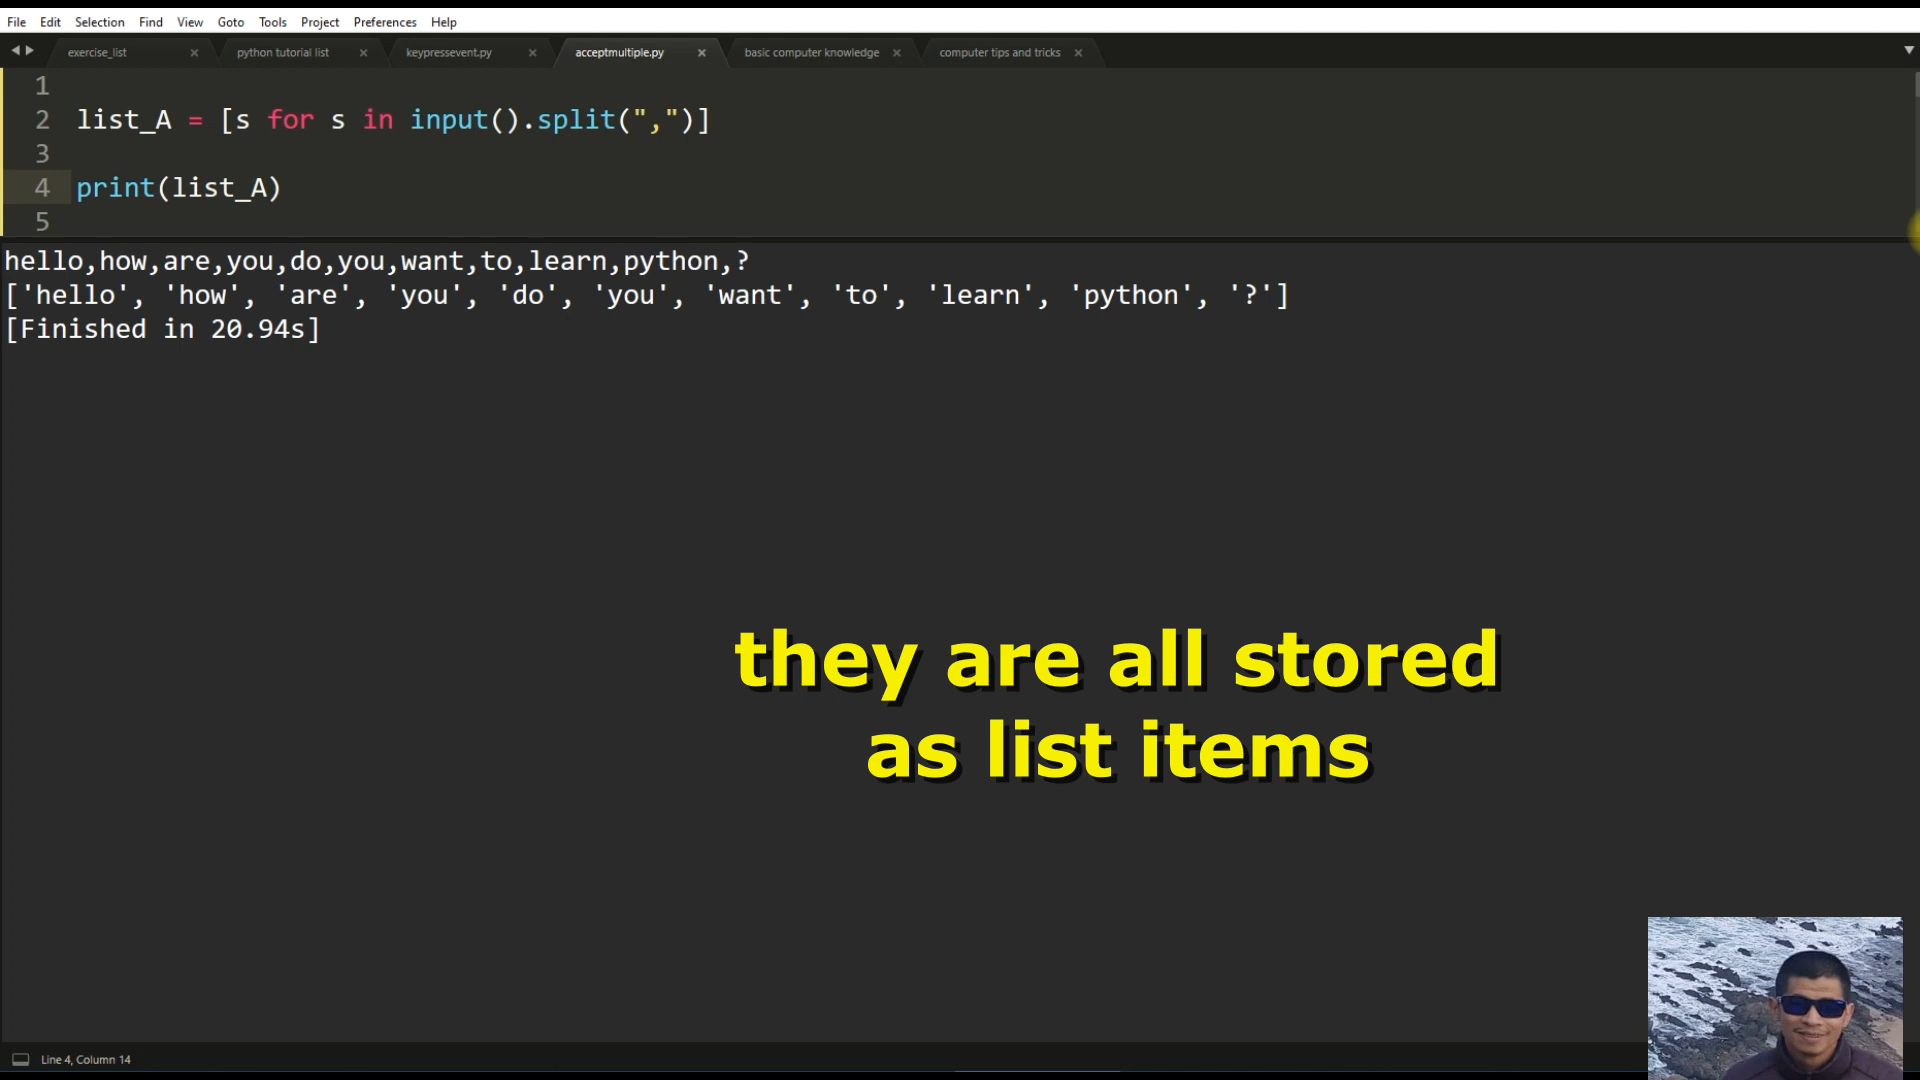 File Edit Selection Find View Goto Tools Project Preferences Help
exercise_list × python tutorial list × keypressevent.py × acceptmultiple.py × basic computer knowledge × computer tips and tricks ×
1
2 list_A = [s for s in input().split(",")]
3
4 print(list_A)
5
hello,how,are,you,do,you,want,to,learn,python,?
['hello', 'how', 'are', 'you', 'do', 'you', 'want', 'to', 'learn', 'python', '?']
[Finished in 20.94s]
they are all stored
as list items
Line 4, Column 14